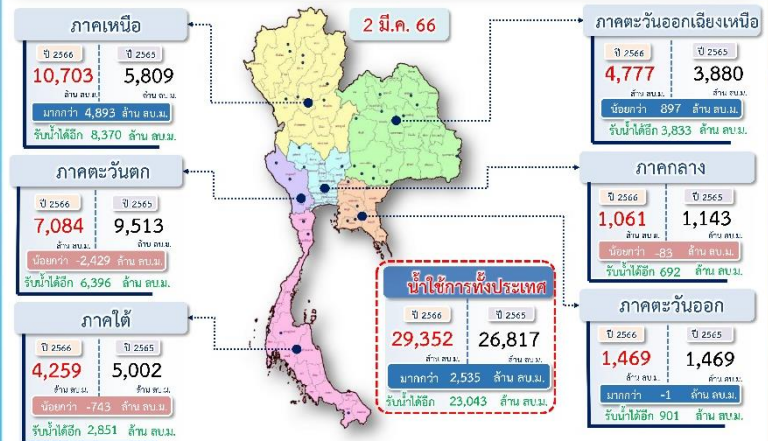 2 มี.ค. 66
ภาคเหนือ
ปี 2566 ปี 2565
10,703 5,809
ล้าน ลบ.ม. ล้าน ลบ.ม.
มากกว่า 4,893 ล้าน ลบ.ม.
รับน้ำได้อีก 8,370 ล้าน ลบ.ม.
ภาคตะวันออกเฉียงเหนือ
ปี 2566 ปี 2565
4,777 3,880
ล้าน ลบ.ม. ล้าน ลบ.ม.
น้อยกว่า 897 ล้าน ลบ.ม.
รับน้ำได้อีก 3,833 ล้าน ลบ.ม.
ภาคตะวันตก
ปี 2566 ปี 2565
7,084 9,513
ล้าน ลบ.ม. ล้าน ลบ.ม.
น้อยกว่า -2,429 ล้าน ลบ.ม.
รับน้ำได้อีก 6,396 ล้าน ลบ.ม.
ภาคกลาง
ปี 2566 ปี 2565
1,061 1,143
ล้าน ลบ.ม. ล้าน ลบ.ม.
น้อยกว่า -83 ล้าน ลบ.ม.
รับน้ำได้อีก 692 ล้าน ลบ.ม.
ภาคใต้
ปี 2566 ปี 2565
4,259 5,002
ล้าน ลบ.ม. ล้าน ลบ.ม.
น้อยกว่า -743 ล้าน ลบ.ม.
รับน้ำได้อีก 2,851 ล้าน ลบ.ม.
น้ำใช้การทั้งประเทศ
ปี 2566 ปี 2565
29,352 26,817
ล้าน ลบ.ม. ล้าน ลบ.ม.
มากกว่า 2,535 ล้าน ลบ.ม.
รับน้ำได้อีก 23,043 ล้าน ลบ.ม.
ภาคตะวันออก
ปี 2566 ปี 2565
1,469 1,469
ล้าน ลบ.ม. ล้าน ลบ.ม.
มากกว่า -1 ล้าน ลบ.ม.
รับน้ำได้อีก 901 ล้าน ลบ.ม.